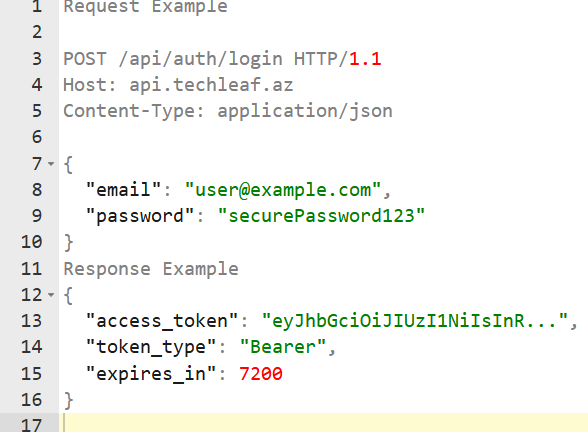 1 Request Example
2
3 POST /api/auth/login HTTP/1.1
4 Host: api.techleaf.az
5 Content-Type: application/json
6
7 {
8 "email": "user@example.com",
9 "password": "securePassword123"
10 }
11 Response Example
12 {
13 "access_token": "eyJhbGciOiJIUzI1NiIsInR...",
14 "token_type": "Bearer",
15 "expires_in": 7200
16 }
17